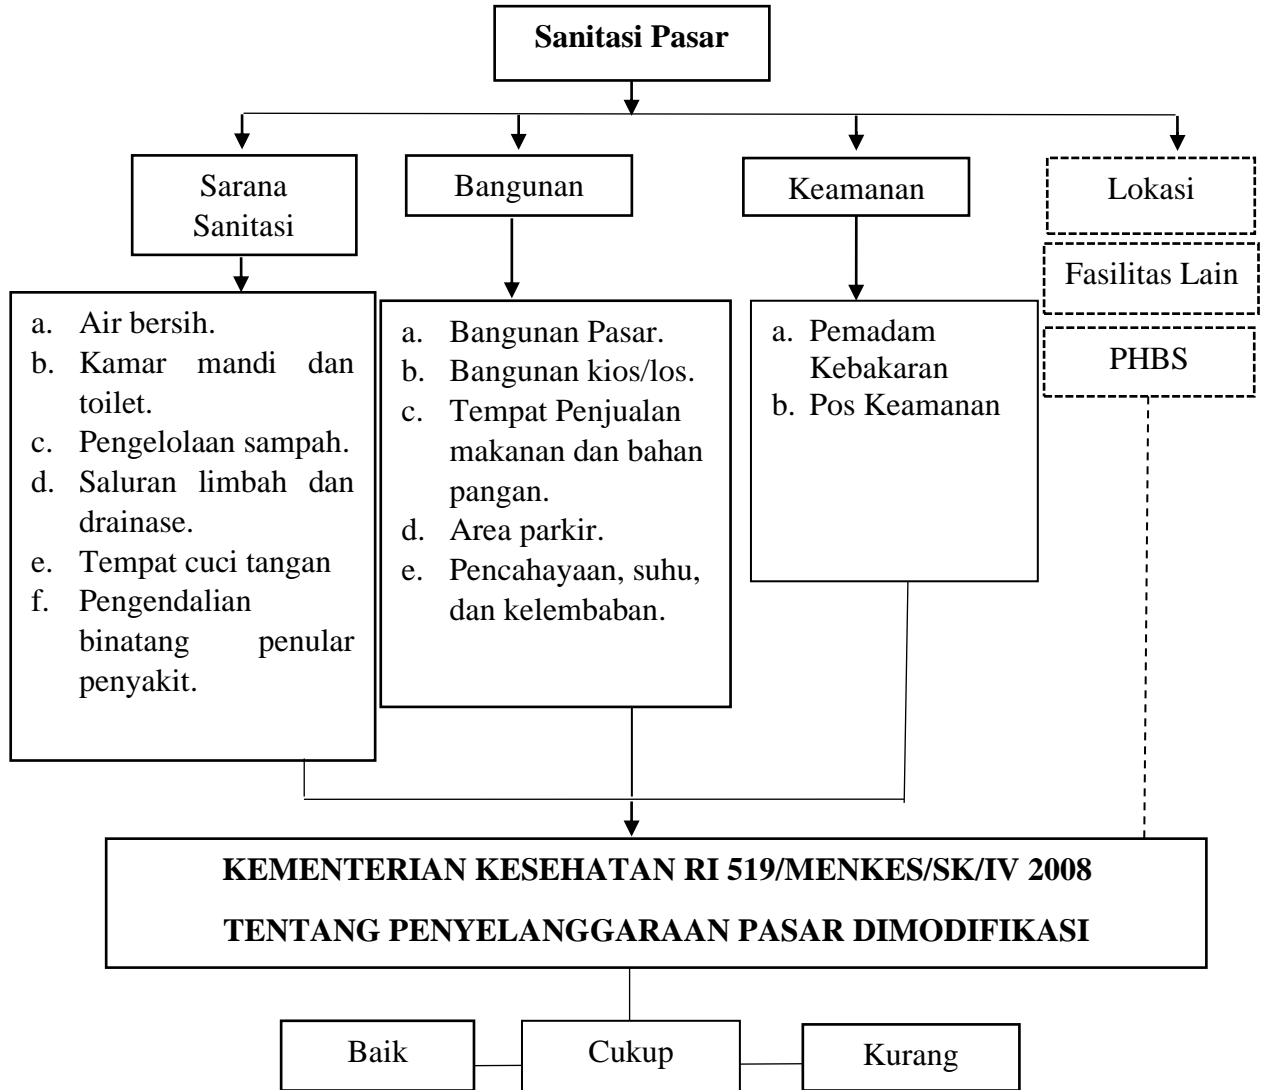 Sanitasi Pasar
Sarana
Sanitasi
Bangunan
Keamanan
Lokasi
Fasilitas Lain
PHBS
a. Air bersih.
b. Kamar mandi dan
toilet.
c. Pengelolaan sampah.
d. Saluran limbah dan
drainase.
e. Tempat cuci tangan
f. Pengendalian
binatang penular
penyakit.
a. Bangunan Pasar.
b. Bangunan kios/los.
c. Tempat Penjualan
makanan dan bahan
pangan.
d. Area parkir.
e. Pencahayaan, suhu,
dan kelembaban.
a. Pemadam
Kebakaran
b. Pos Keamanan
KEMENTERIAN KESEHATAN RI 519/MENKES/SK/IV 2008
TENTANG PENYELANGGARAAN PASAR DIMODIFIKASI
Baik
Cukup
Kurang